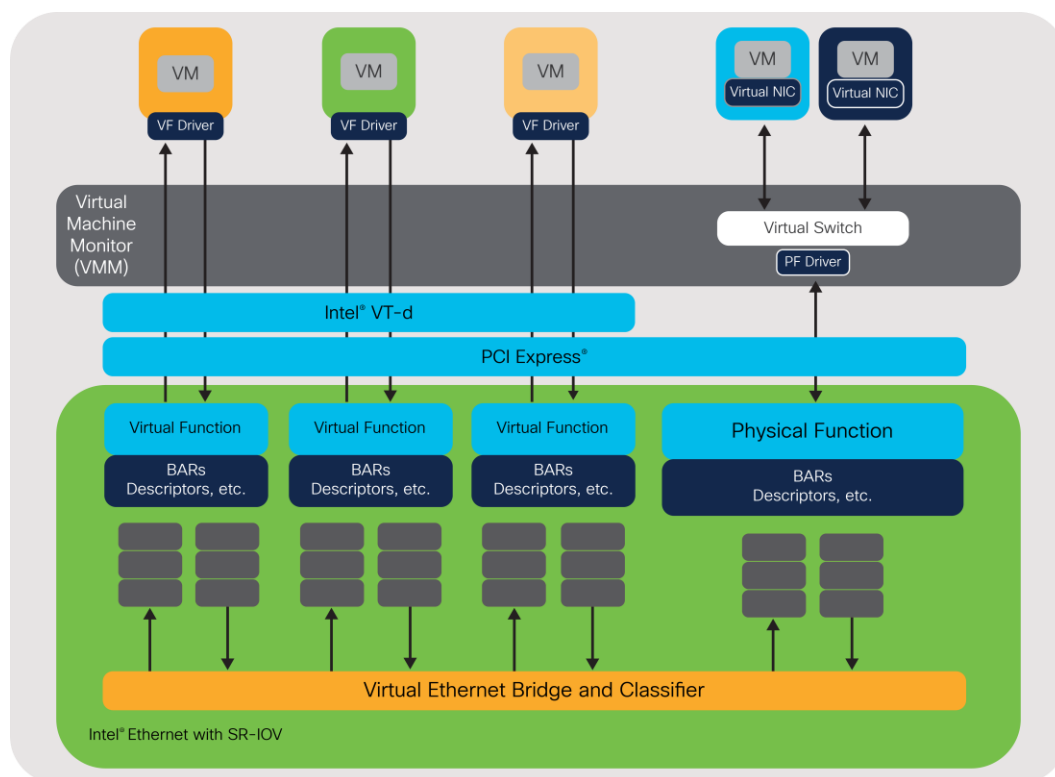 VM
VM
VM
VM
VM
Virtual NIC
Virtual NIC
VF Driver
VF Driver
VF Driver
Virtual
Machine
Monitor
(VMM)
Virtual Switch
PF Driver
Intel® VT-d
PCI Express®
Virtual Function
Virtual Function
Virtual Function
Physical Function
BARs
Descriptors, etc.
BARs
Descriptors, etc.
BARs
Descriptors, etc.
BARs
Descriptors, etc.
Virtual Ethernet Bridge and Classifier
Intel® Ethernet with SR-IOV